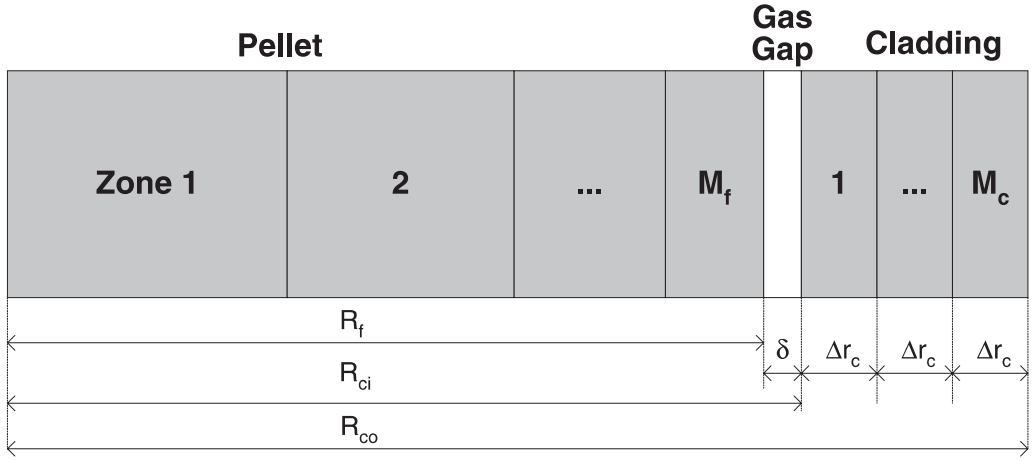 Pellet
Gas
Gap
Cladding
Zone 1
2
...
M_f
1
...
M_c
R_f
δ
Δr_c
Δr_c
Δr_c
R_ci
R_co